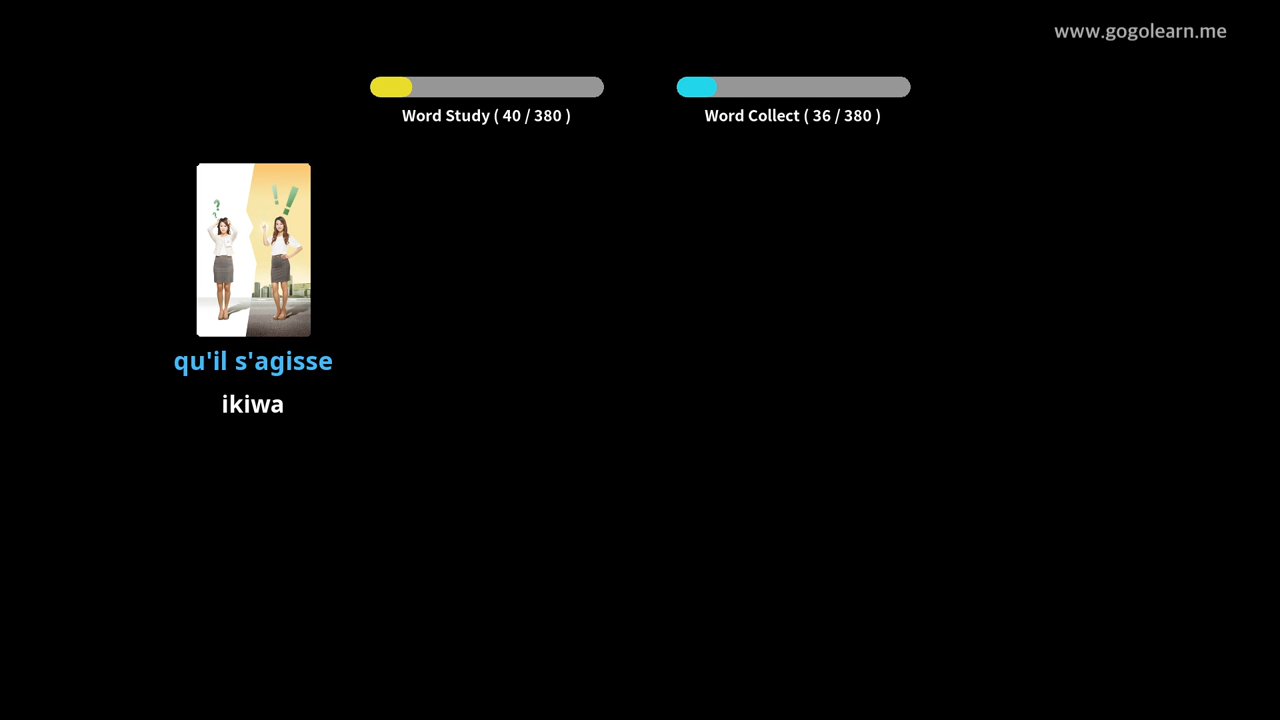 www.gogolearn.me
Word Study ( 40 / 380 )
Word Collect ( 36 / 380 )
? ? ! !
qu'il s'agisse
ikiwa